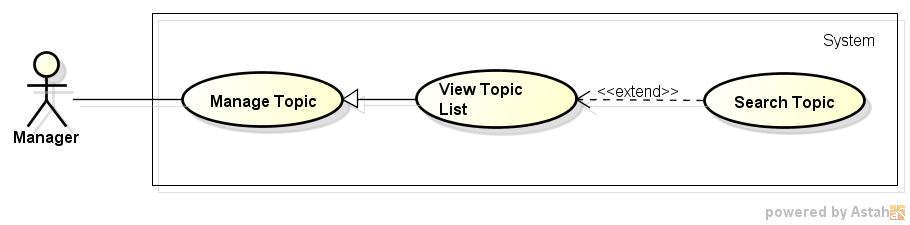 System
Manage Topic
View Topic
List
<<extend>>
Search Topic
Manager
powered by Astah